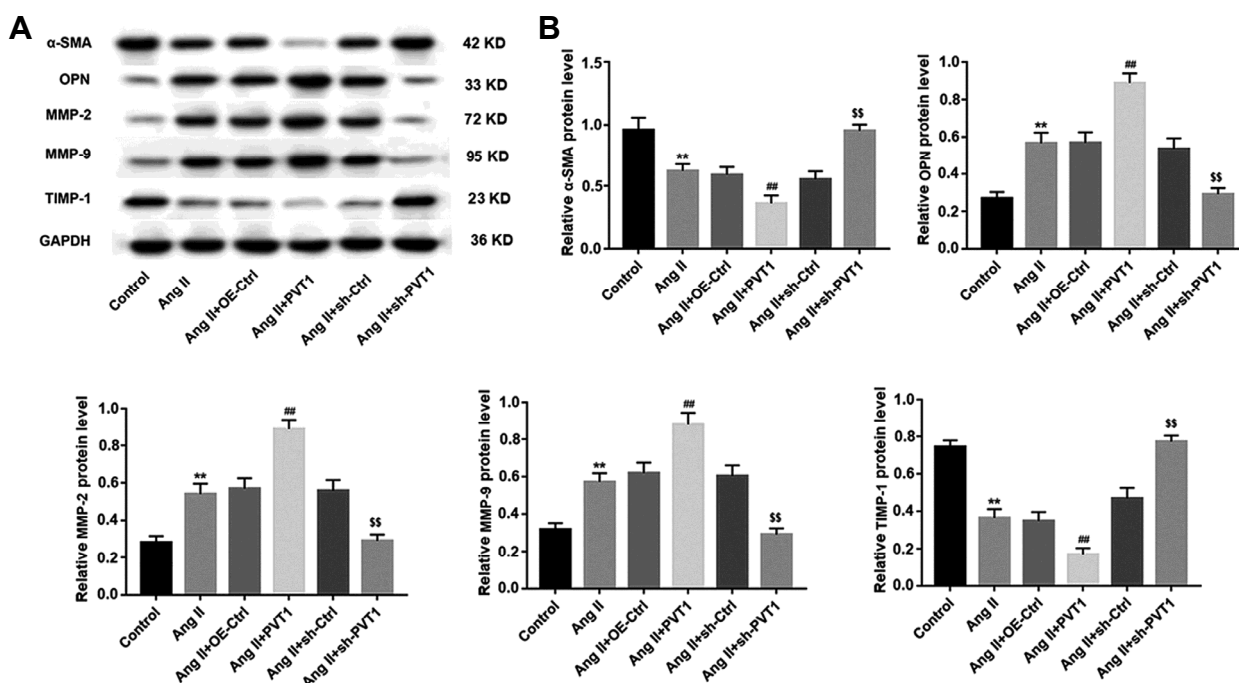 A
α-SMA 42 KD
OPN 33 KD
MMP-2 72 KD
MMP-9 95 KD
TIMP-1 23 KD
GAPDH 36 KD
Control
Ang II
Ang II+OE-Ctrl
Ang II+PVT1
Ang II+sh-Ctrl
Ang II+sh-PVT1
B
Relative α-SMA protein level
1.5
1.0
0.5
0.0
**
##
$$
Control
Ang II
Ang II+OE-Ctrl
Ang II+PVT1
Ang II+sh-Ctrl
Ang II+sh-PVT1
Relative OPN protein level
1.0
0.8
0.6
0.4
0.2
0.0
**
##
$$
Control
Ang II
Ang II+OE-Ctrl
Ang II+PVT1
Ang II+sh-Ctrl
Ang II+sh-PVT1
Relative MMP-2 protein level
1.0
0.8
0.6
0.4
0.2
0.0
**
##
$$
Control
Ang II
Ang II+OE-Ctrl
Ang II+PVT1
Ang II+sh-Ctrl
Ang II+sh-PVT1
Relative MMP-9 protein level
1.0
0.8
0.6
0.4
0.2
0.0
**
##
$$
Control
Ang II
Ang II+OE-Ctrl
Ang II+PVT1
Ang II+sh-Ctrl
Ang II+sh-PVT1
Relative TIMP-1 protein level
1.0
0.8
0.6
0.4
0.2
0.0
**
##
$$
Control
Ang II
Ang II+OE-Ctrl
Ang II+PVT1
Ang II+sh-Ctrl
Ang II+sh-PVT1